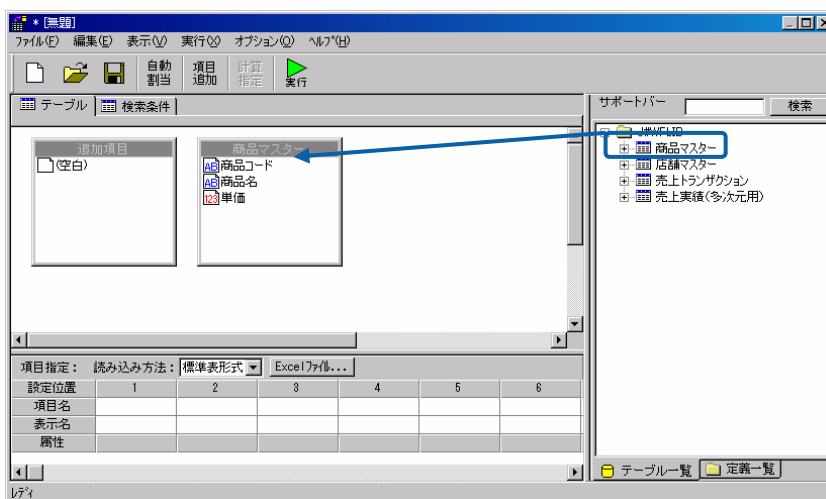 * [無題]
ファイル(F) 編集(E) 表示(V) 実行(X) オプション(O) ヘルプ(H)
自動割当 項目追加 計算指定 実行
テーブル 検索条件
サポートバー 検索
追加項目
(空白)
商品マスター
AB 商品コード
AB 商品名
123 単価
商品マスター
店舗マスター
売上トランザクション
売上実績(多次元用)
項目指定: 読み込み方法: 標準表形式 Excelファイル...
設定位置 1 2 3 4 5 6
項目名
表示名
属性
テーブル一覧 定義一覧
レディ